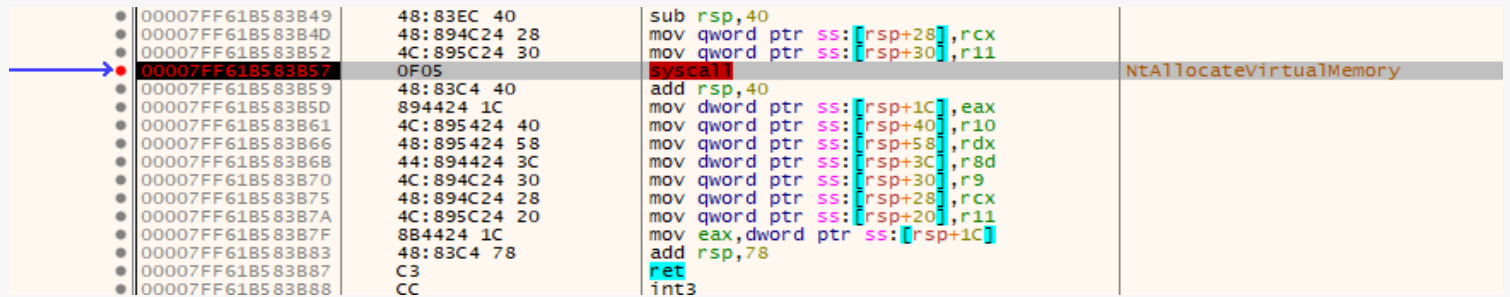 00007FF61B583B49 48:83EC 40 sub rsp,40
00007FF61B583B4D 48:894C24 28 mov qword ptr ss:[rsp+28],rcx
00007FF61B583B52 4C:895C24 30 mov qword ptr ss:[rsp+30],r11
00007FF61B583B57 0F05 syscall NtAllocateVirtualMemory
00007FF61B583B59 48:83C4 40 add rsp,40
00007FF61B583B5D 894424 1C mov dword ptr ss:[rsp+1C],eax
00007FF61B583B61 4C:895424 40 mov qword ptr ss:[rsp+40],r10
00007FF61B583B66 48:895424 58 mov qword ptr ss:[rsp+58],rdx
00007FF61B583B6B 44:894424 3C mov dword ptr ss:[rsp+3C],r8d
00007FF61B583B70 4C:894C24 30 mov qword ptr ss:[rsp+30],r9
00007FF61B583B75 48:894C24 28 mov qword ptr ss:[rsp+28],rcx
00007FF61B583B7A 4C:895C24 20 mov qword ptr ss:[rsp+20],r11
00007FF61B583B7F 8B4424 1C mov eax,dword ptr ss:[rsp+1C]
00007FF61B583B83 48:83C4 78 add rsp,78
00007FF61B583B87 C3 ret
00007FF61B583B88 CC int3